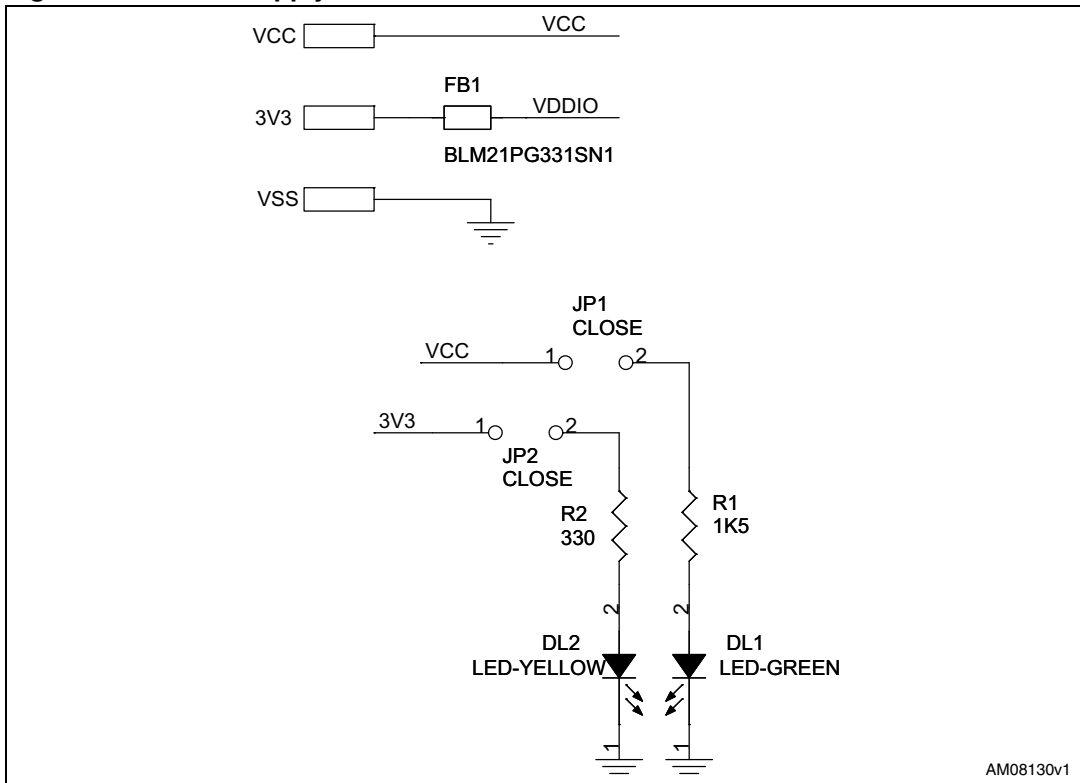 VCC
VCC
FB1
3V3
VDDIO
BLM21PG331SN1
VSS
JP1
CLOSE
VCC
1
2
3V3
1
2
JP2
CLOSE
R2
330
R1
1K5
2
2
DL2
LED-YELLOW
DL1
LED-GREEN
1
1
AM08130v1